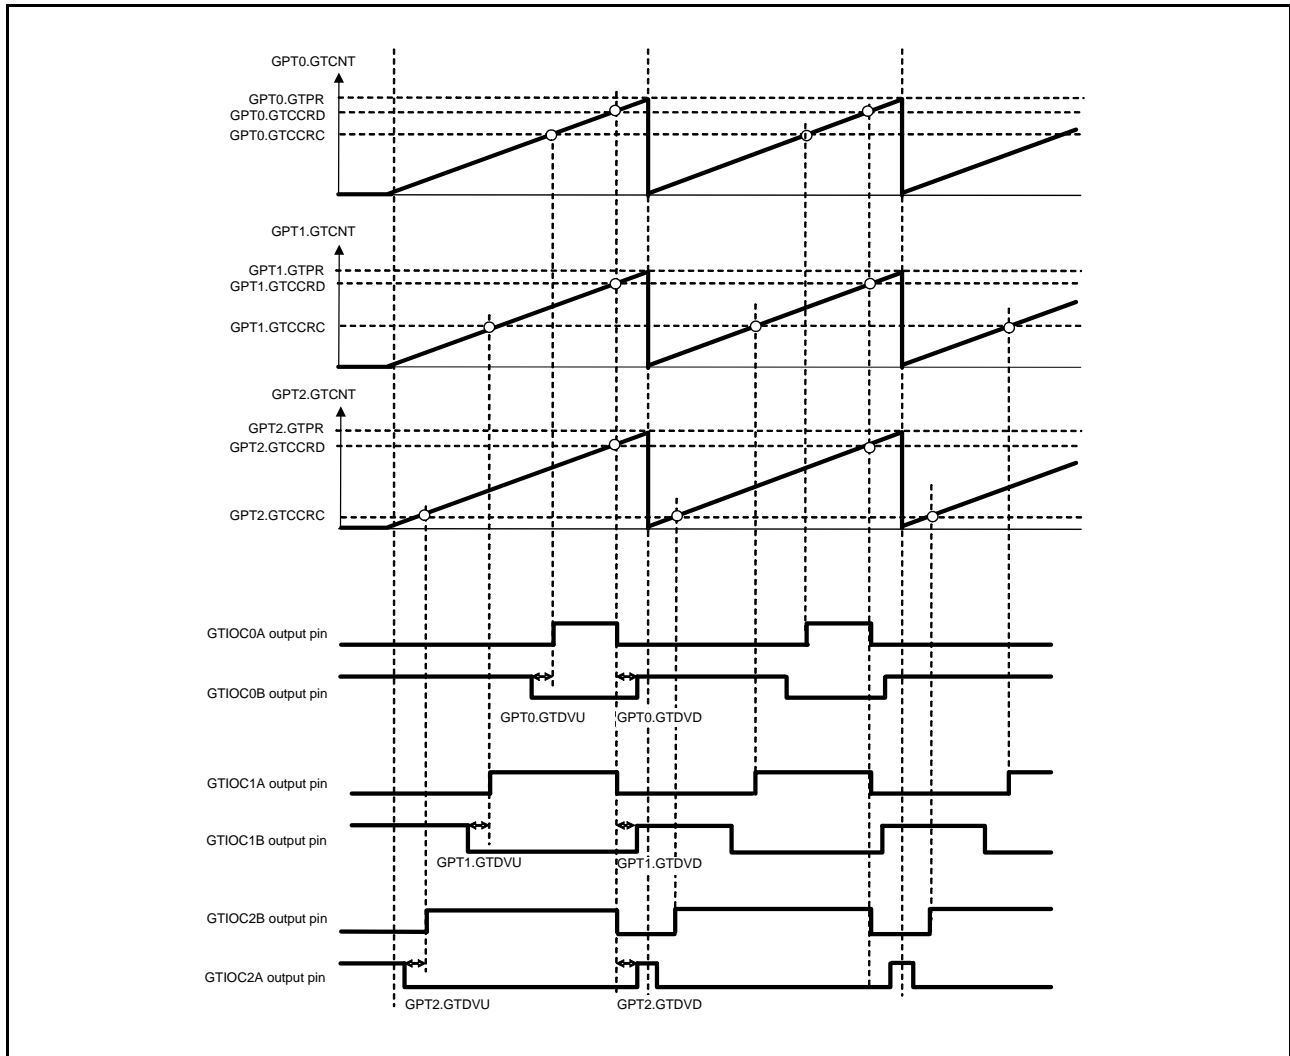 GPT0.GTCNT
GPT0.GTPR
GPT0.GTCCRD
GPT0.GTCCRC
GPT1.GTCNT
GPT1.GTPR
GPT1.GTCCRD
GPT1.GTCCRC
GPT2.GTCNT
GPT2.GTPR
GPT2.GTCCRD
GPT2.GTCCRC
GTIOC0A output pin
GTIOC0B output pin
GPT0.GTDVU GPT0.GTDVD
GTIOC1A output pin
GTIOC1B output pin
GPT1.GTDVU GPT1.GTDVD
GTIOC2B output pin
GTIOC2A output pin
GPT2.GTDVU GPT2.GTDVD